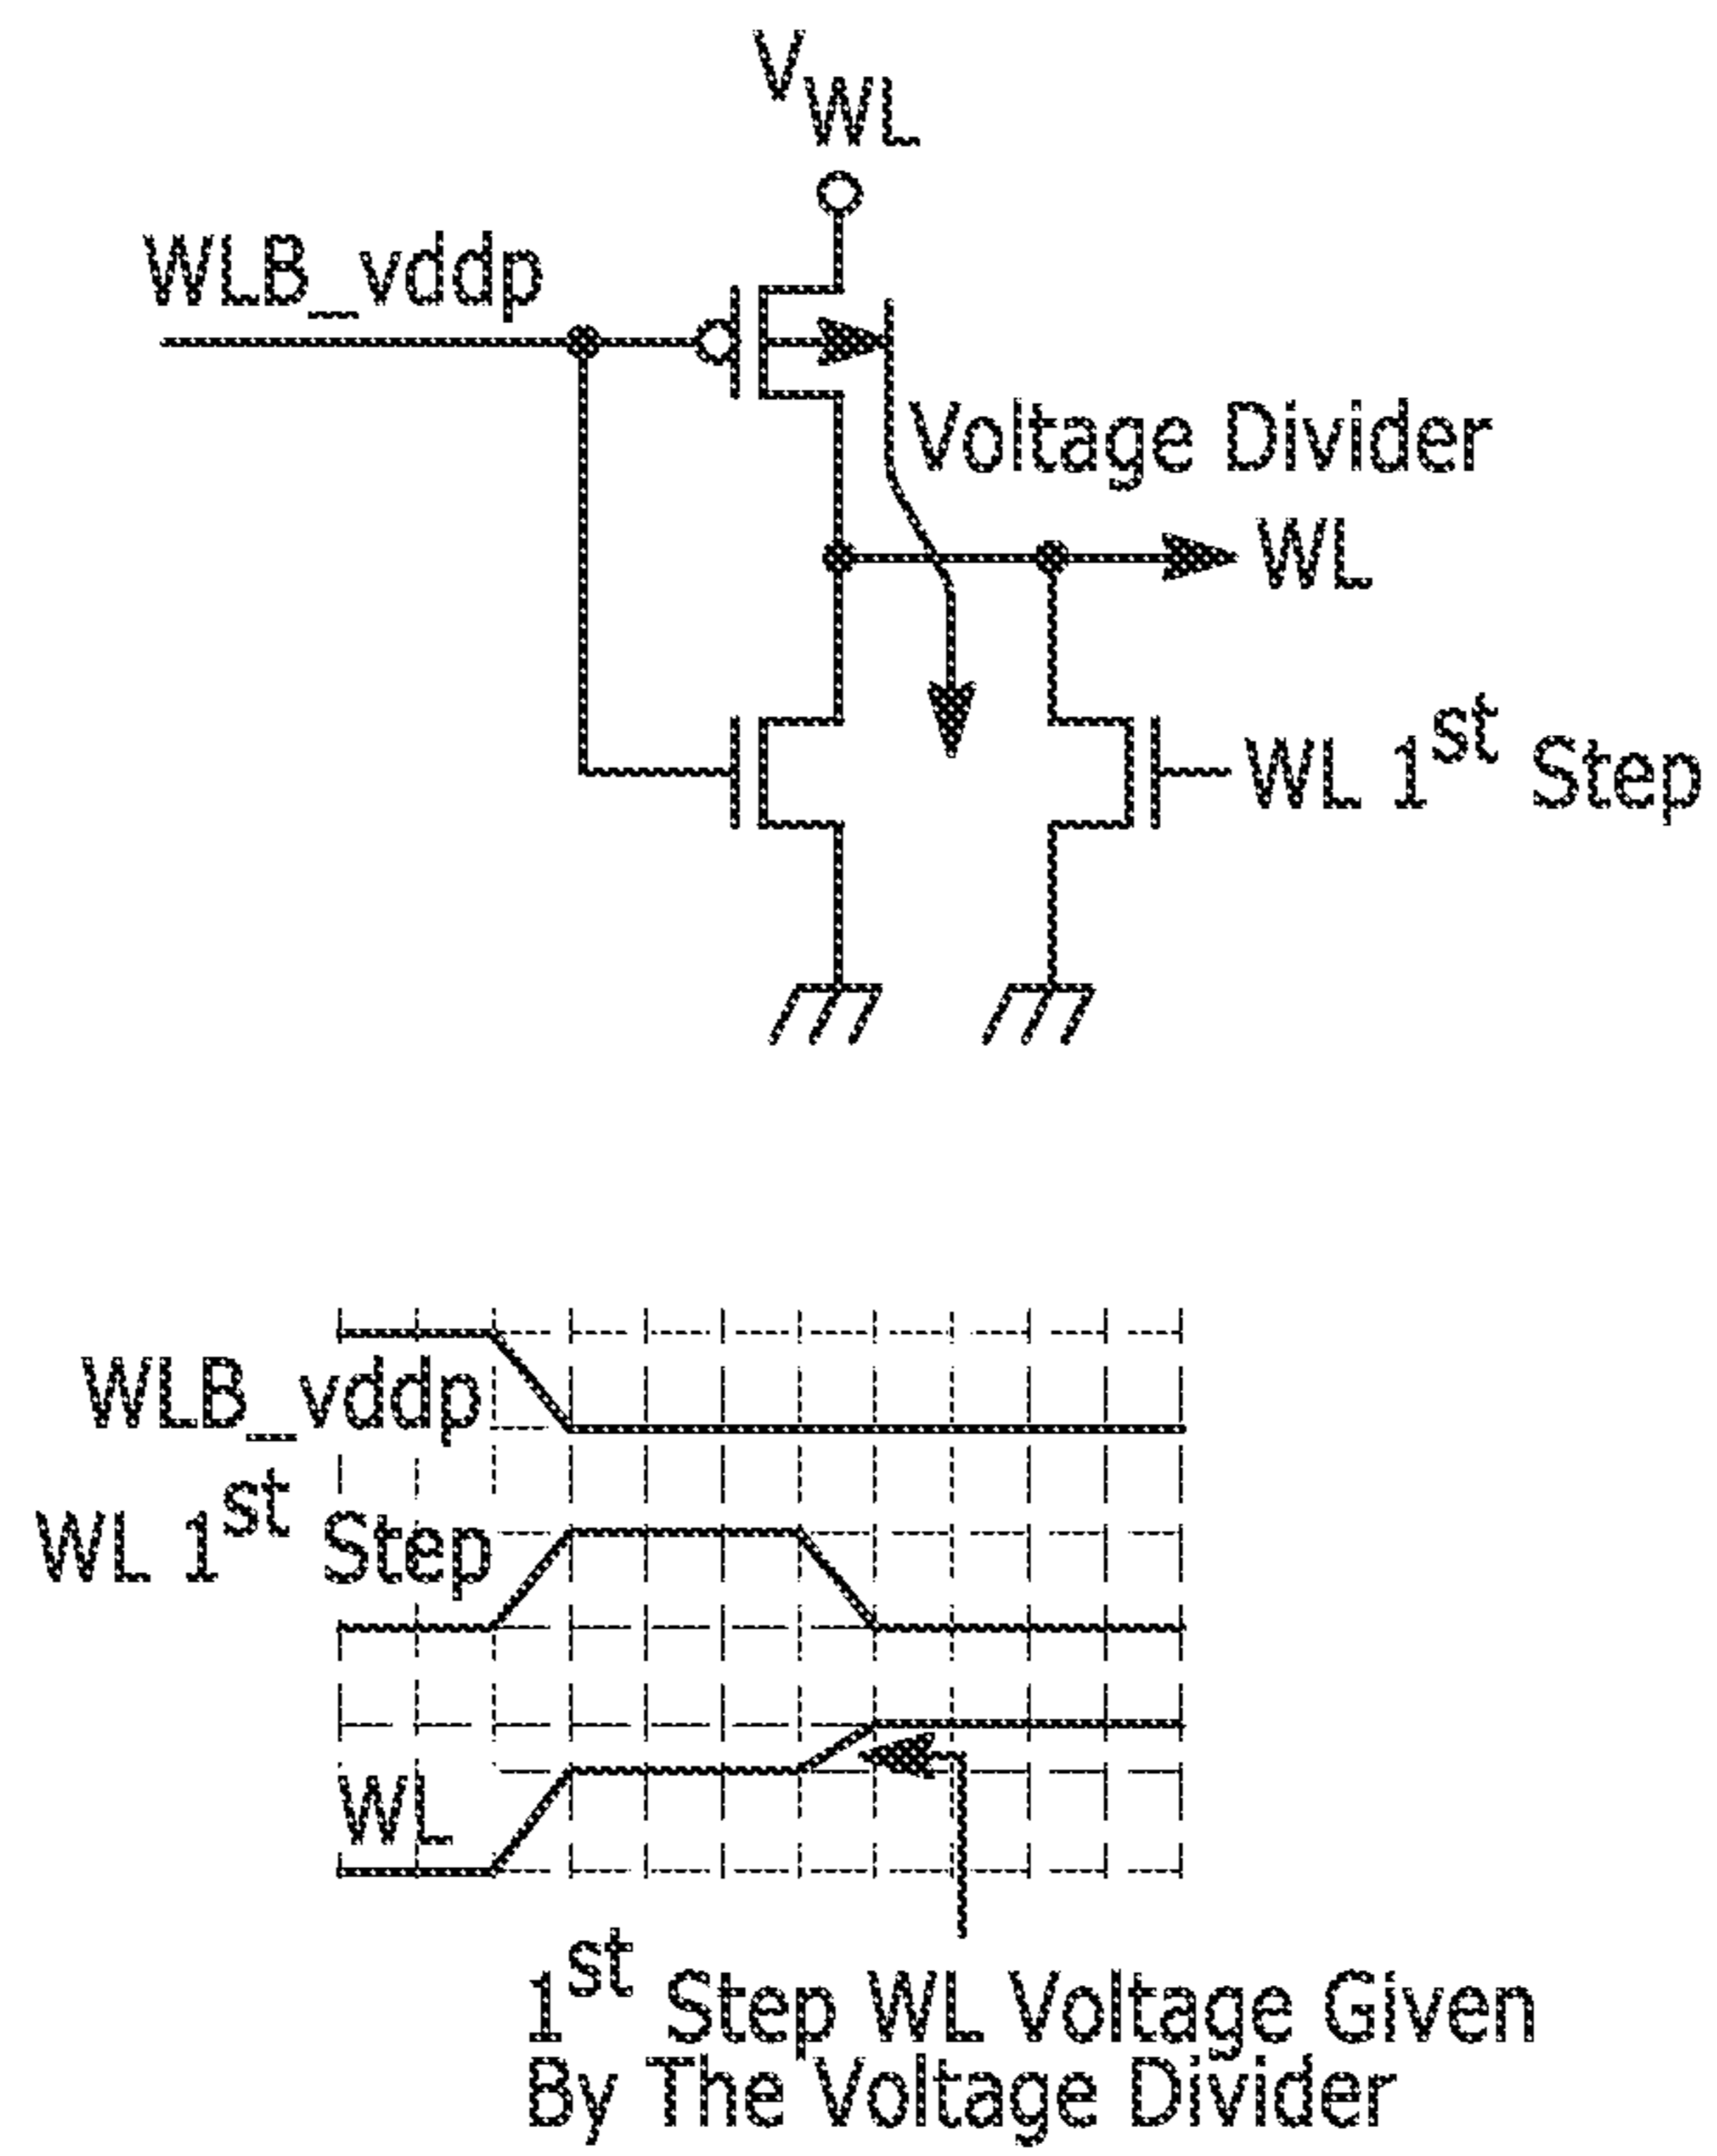 VWL
WLB_vddp
Voltage Divider
WL
WL 1st Step
WLB_vddp
WL 1st Step
WL
1st Step WL Voltage Given
By The Voltage Divider